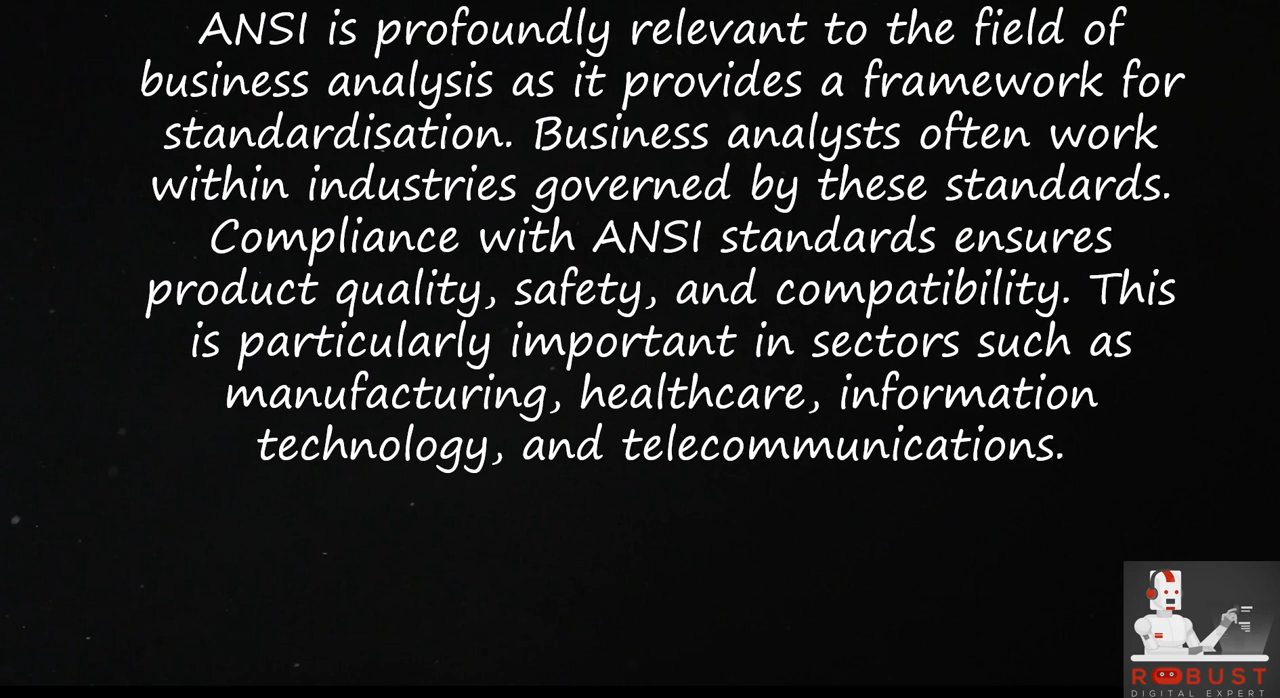 ANSI is profoundly relevant to the field of
business analysis as it provides a framework for
standardisation. Business analysts often work
within industries governed by these standards.
Compliance with ANSI standards ensures
product quality, safety, and compatibility. This
is particularly important in sectors such as
manufacturing, healthcare, information
technology, and telecommunications.
ROBUST
DIGITAL EXPERT